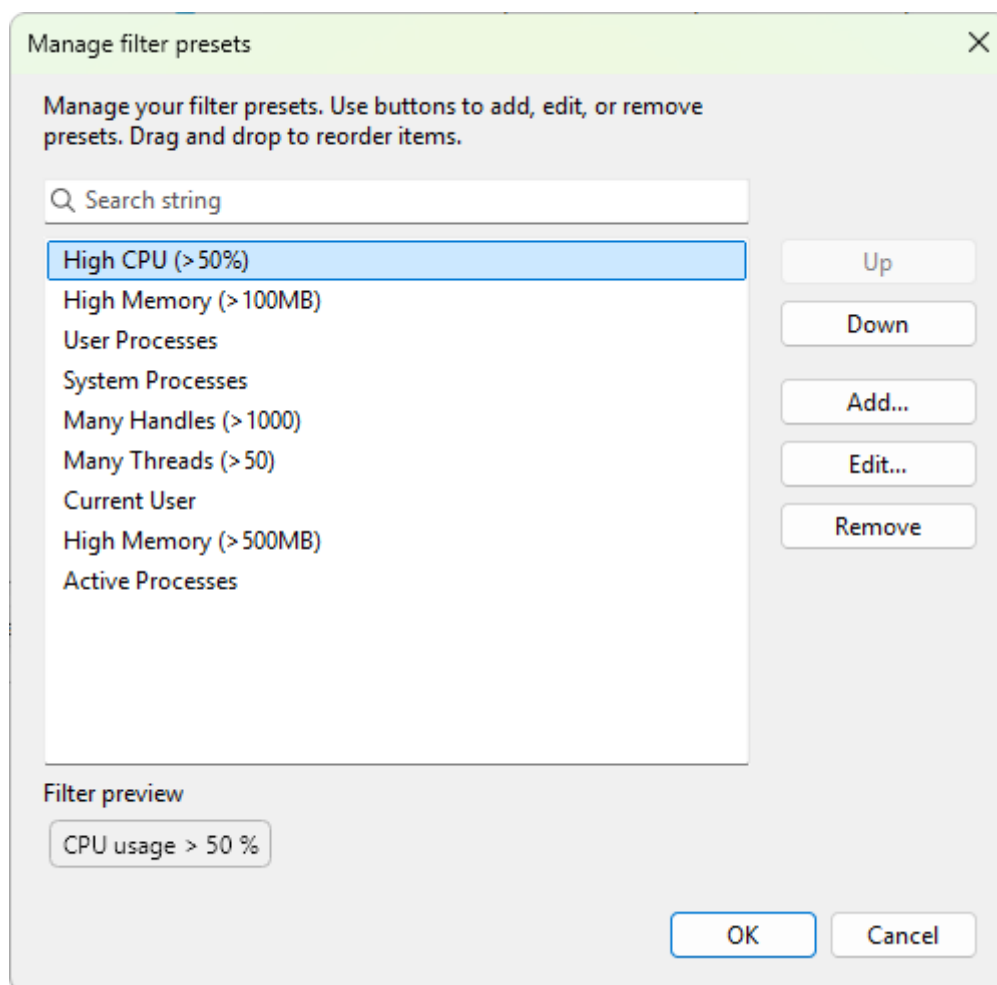 Manage filter presets
Manage your filter presets. Use buttons to add, edit, or remove
presets. Drag and drop to reorder items.
Search string
High CPU (>50%)
High Memory (>100MB)
User Processes
System Processes
Many Handles (>1000)
Many Threads (>50)
Current User
High Memory (>500MB)
Active Processes
Up
Down
Add...
Edit...
Remove
Filter preview
CPU usage > 50 %
OK
Cancel